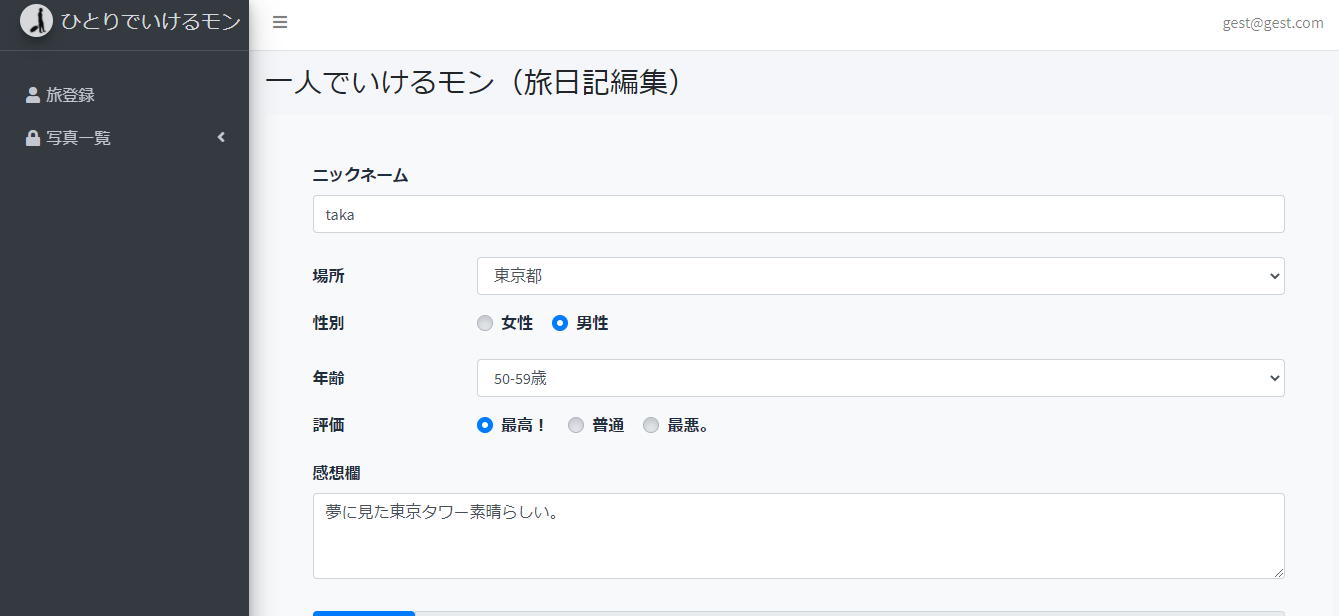 ひとりでいけるモン
gest@gest.com
旅登録
写真一覧
一人でいけるモン（旅日記編集）
ニックネーム
taka
場所
東京都
性別
女性 男性
年齢
50-59歳
評価
最高！ 普通 最悪。
感想欄
夢に見た東京タワー素晴らしい。